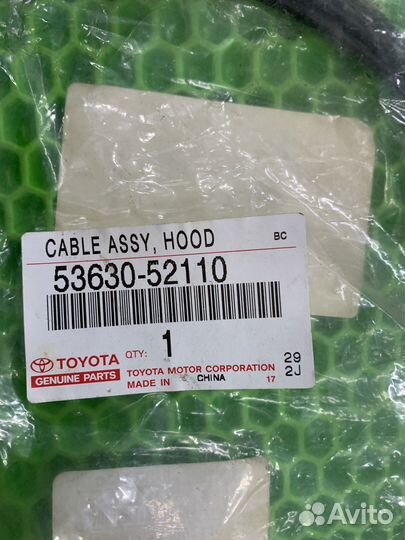 CABLE ASSY, HOOD BC
53630-52110
TOYOTA QTY: 1
GENUINE PARTS TOYOTA MOTOR CORPORATION 29
MADE IN CHINA 17 2J
Avito